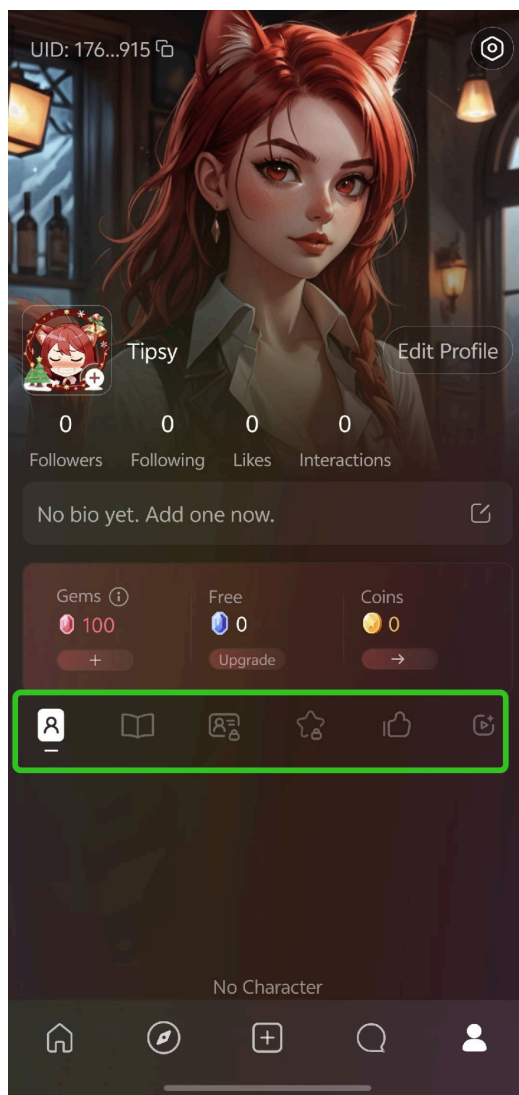 UID: 176...915
Tipsy
Edit Profile
0
0
0
0
Followers
Following
Likes
Interactions
No bio yet. Add one now.
Gems
Free
Coins
100
0
0
+
Upgrade
→
No Character